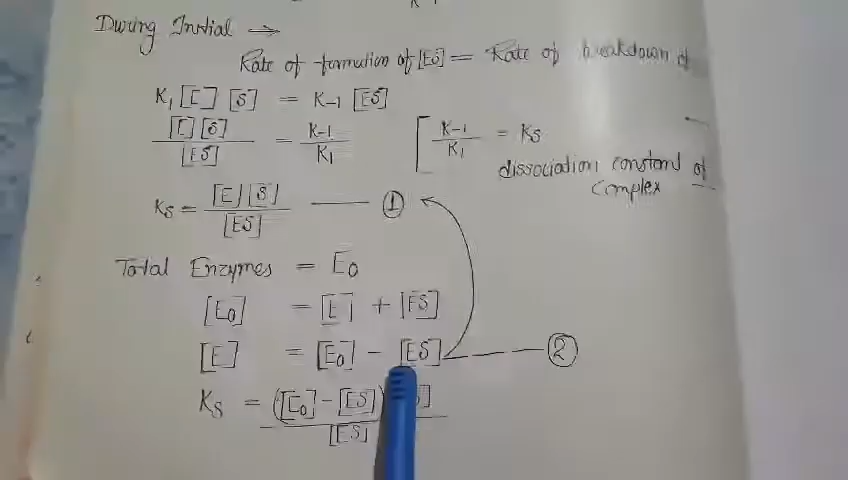 During Initial →
Rate of formation of [ES] = Rate of breakdown of
K₁ [E] [S] = K-1 [ES]
[E][S] / [ES] = K-1 / K₁ [ K-1 / K₁ = Ks
dissociation constant of
complex
Ks = [E][S] / [ES] —— ①
Total Enzymes = E₀
[E₀] = [E] + [ES]
[E] = [E₀] - [ES] —— ②
Ks = ([E₀] - [ES]) / [ES]